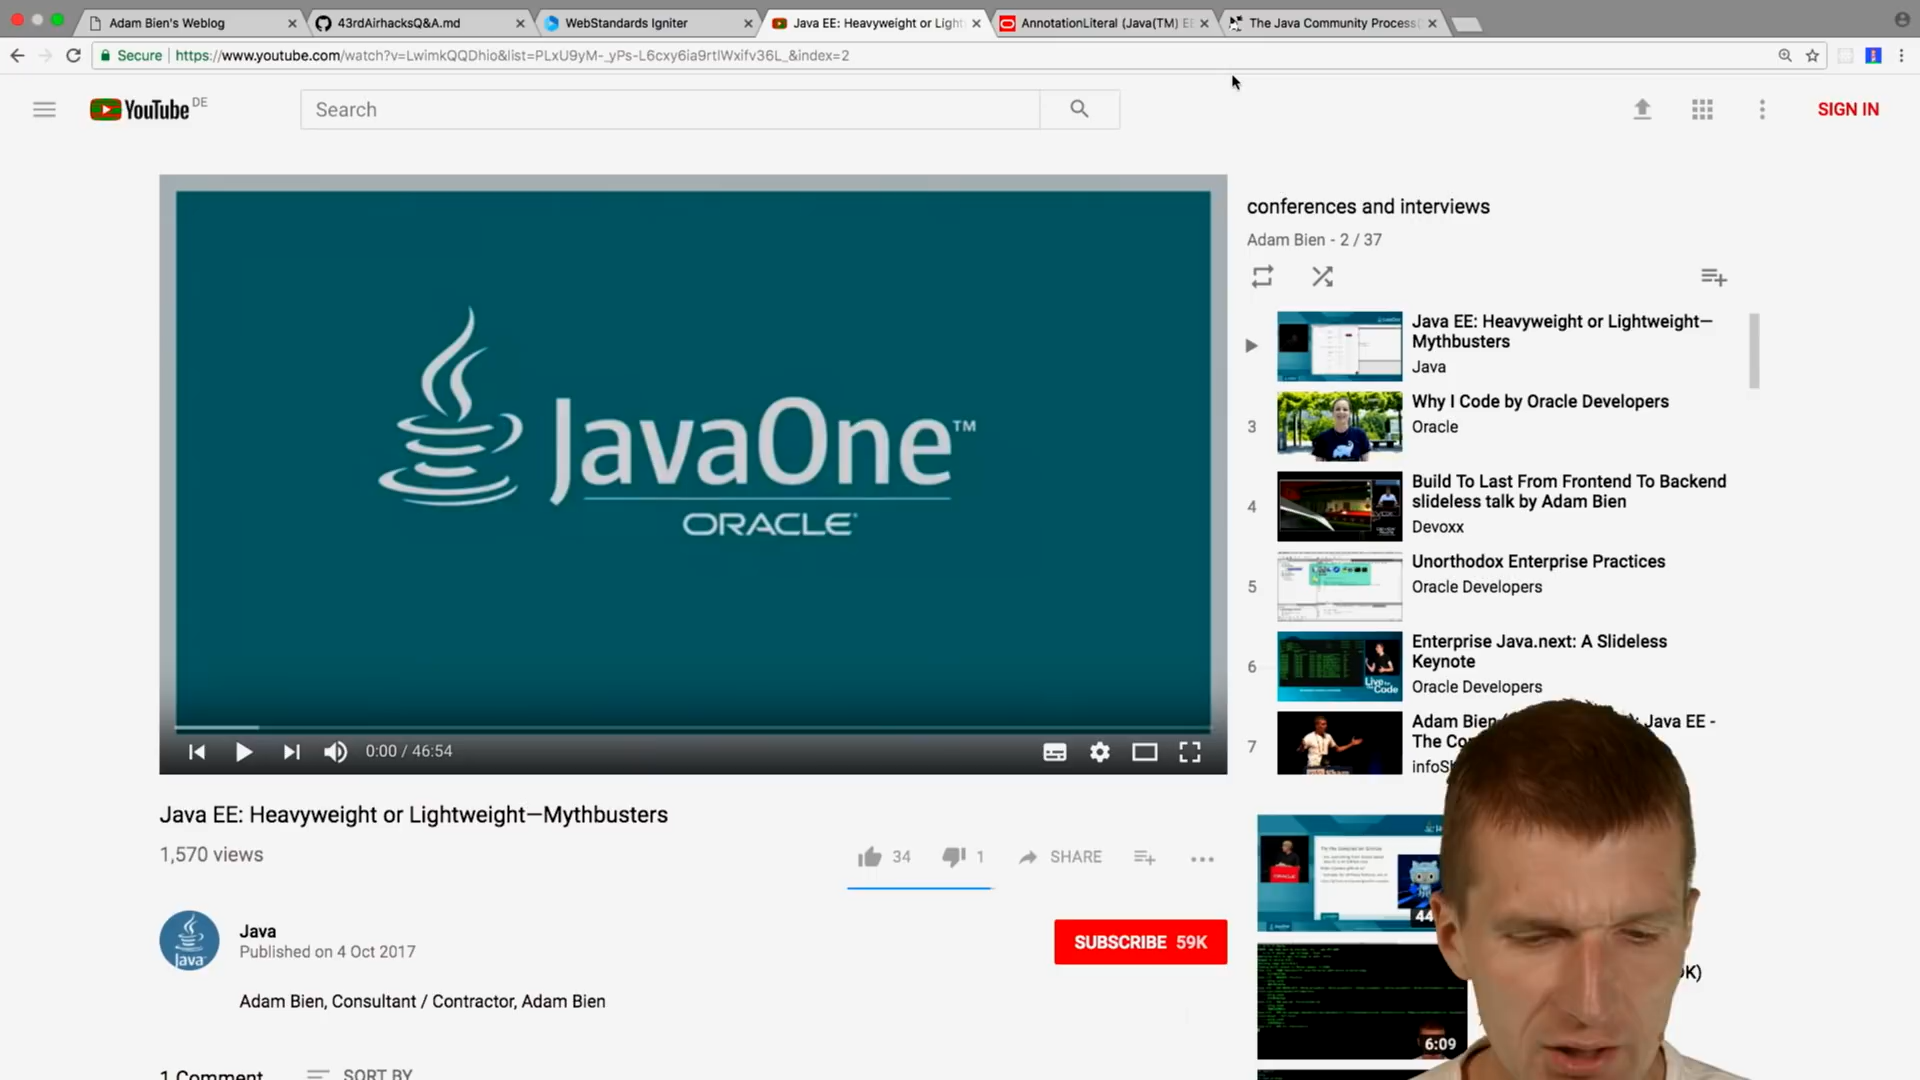 Adam Bien's Weblog
43rdAirhacksQ&A.md
WebStandards Igniter
Java EE: Heavyweight or Light
AnnotationLiteral (Java(TM) EE
The Java Community Process
Secure
https://www.youtube.com/watch?v=LwimkQQDhio&list=PLxU9yM-_yPs-L6cxy6ia9rtlWxifv36L_&index=2
YouTube DE
Search
SIGN IN
JavaOne™
ORACLE
0:00 / 46:54
conferences and interviews
Adam Bien - 2 / 37
Java EE: Heavyweight or Lightweight—
Mythbusters
Java
3
Why I Code by Oracle Developers
Oracle
4
Build To Last From Frontend To Backend
slideless talk by Adam Bien
Devoxx
5
Unorthodox Enterprise Practices
Oracle Developers
6
Enterprise Java.next: A Slideless
Keynote
Oracle Developers
Live for
The Code
7
Adam Bien
Java EE -
The
Java EE: Heavyweight or Lightweight—Mythbusters
1,570 views
34
1
SHARE
Java
Published on 4 Oct 2017
SUBSCRIBE 59K
Adam Bien, Consultant / Contractor, Adam Bien
44
6:09
1 Comment
SORT BY